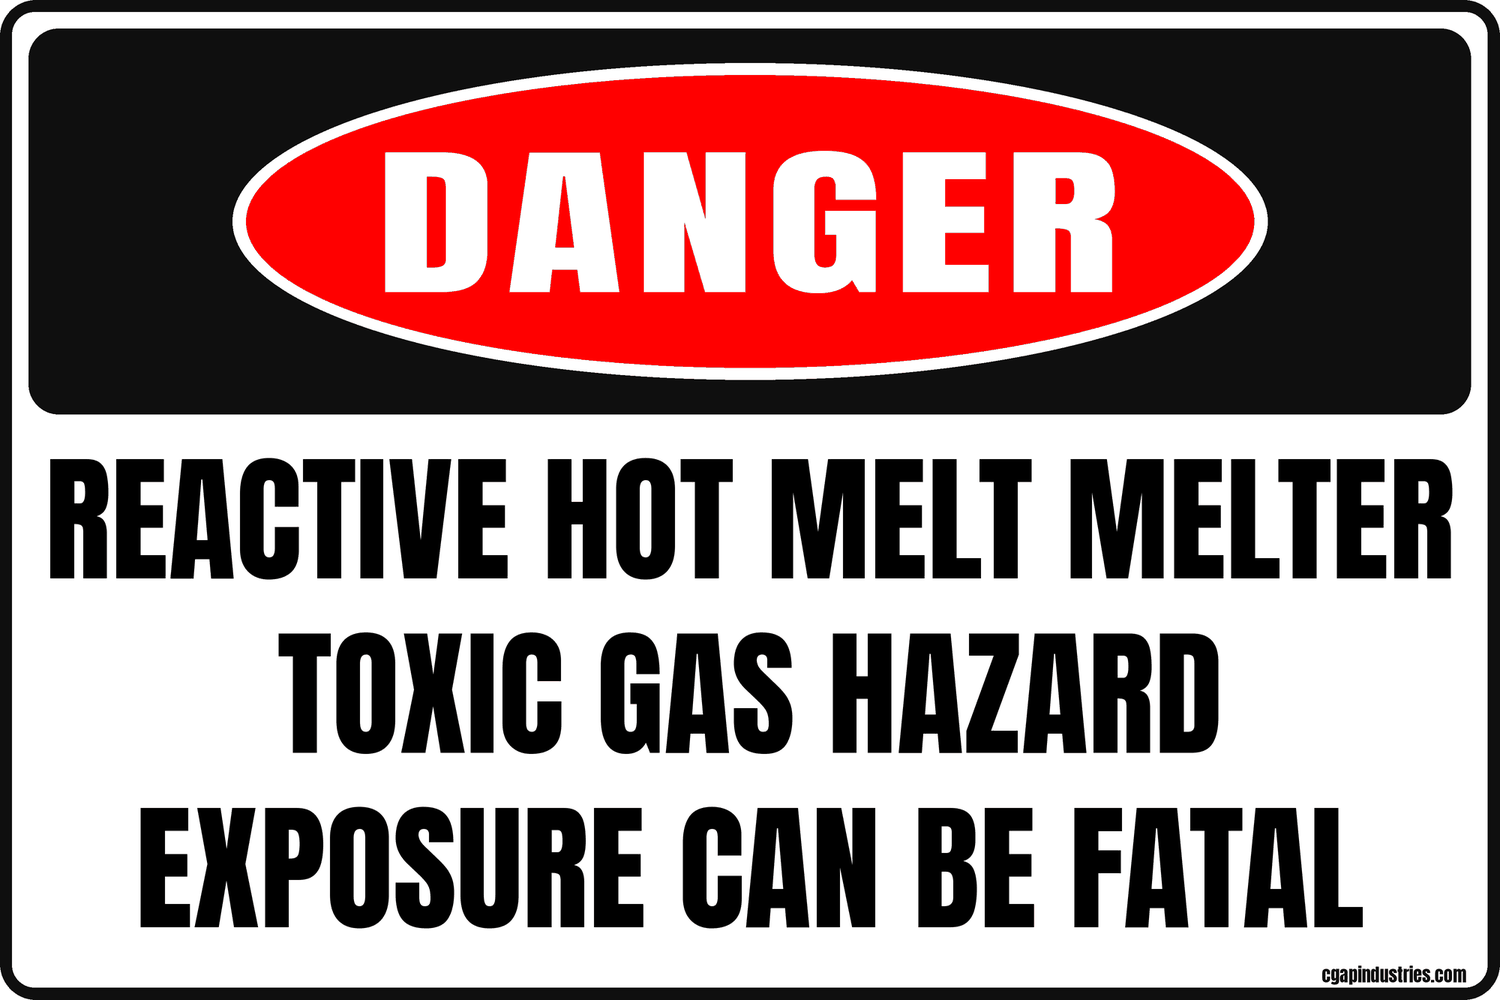 DANGER
REACTIVE HOT MELT MELTER
TOXIC GAS HAZARD
EXPOSURE CAN BE FATAL
cgapindustries.com